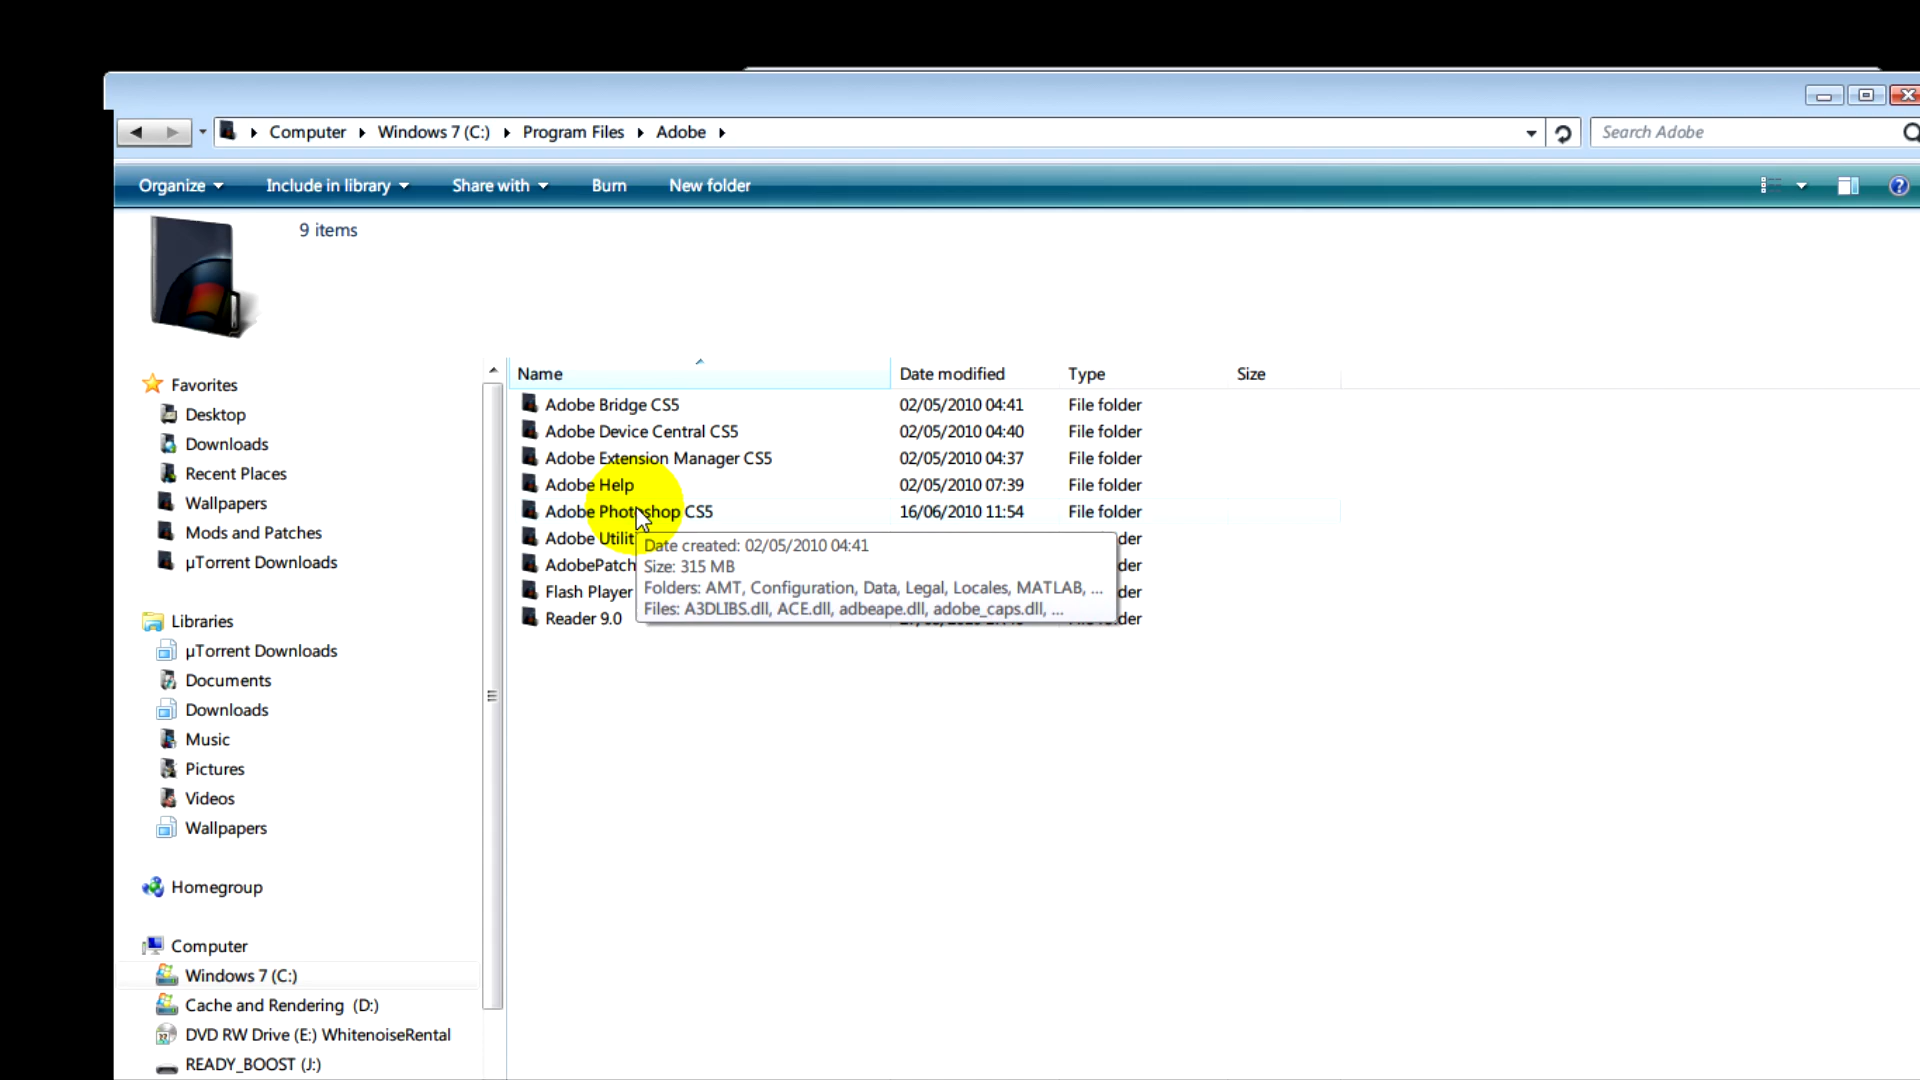 Computer Windows 7 (C:) Program Files Adobe
Search Adobe
Organize Include in library Share with Burn New folder
9 items
Favorites
Desktop
Downloads
Recent Places
Wallpapers
Mods and Patches
µTorrent Downloads
Libraries
µTorrent Downloads
Documents
Downloads
Music
Pictures
Videos
Wallpapers
Homegroup
Computer
Windows 7 (C:)
Cache and Rendering (D:)
DVD RW Drive (E:) WhitenoiseRental
READY_BOOST (J:)
Name Date modified Type Size
Adobe Bridge CS5 02/05/2010 04:41 File folder
Adobe Device Central CS5 02/05/2010 04:40 File folder
Adobe Extension Manager CS5 02/05/2010 04:37 File folder
Adobe Help 02/05/2010 07:39 File folder
Adobe Photoshop CS5 16/06/2010 11:54 File folder
Adobe Utilit der
AdobePatch der
Flash Player der
Reader 9.0 der
Date created: 02/05/2010 04:41
Size: 315 MB
Folders: AMT, Configuration, Data, Legal, Locales, MATLAB, ...
Files: A3DLIBS.dll, ACE.dll, adbeape.dll, adobe_caps.dll, ...